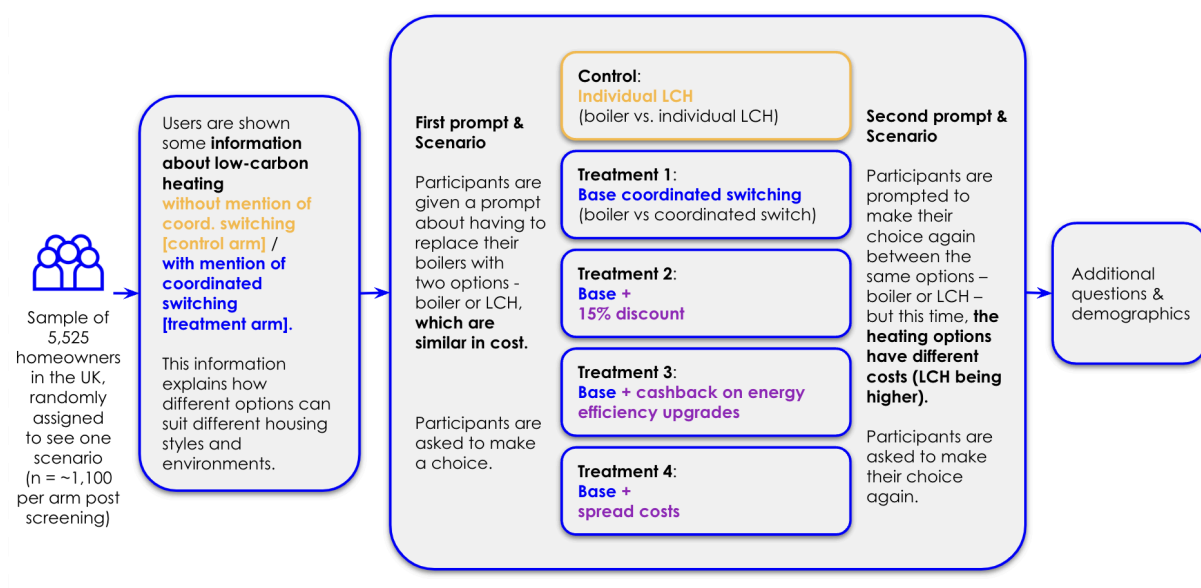 Sample of
5,525
homeowners
in the UK,
randomly
assigned
to see one
scenario
(n = ~1,100
per arm post
screening)
Users are shown
some information
about low-carbon
heating
without mention of
coord. switching
[control arm] /
with mention of
coordinated
switching
[treatment arm].
This information
explains how
different options can
suit different housing
styles and
environments.
First prompt &
Scenario
Participants are
given a prompt
about having to
replace their
boilers with
two options -
boiler or LCH,
which are
similar in cost.
Participants are
asked to make
a choice.
Control:
Individual LCH
(boiler vs. individual LCH)
Treatment 1:
Base coordinated switching
(boiler vs coordinated switch)
Treatment 2:
Base +
15% discount
Treatment 3:
Base + cashback on energy
efficiency upgrades
Treatment 4:
Base +
spread costs
Second prompt &
Scenario
Participants are
prompted to
make their
choice again
between the
same options –
boiler or LCH –
but this time, the
heating options
have different
costs (LCH being
higher).
Participants are
asked to make
their choice
again.
Additional
questions &
demographics